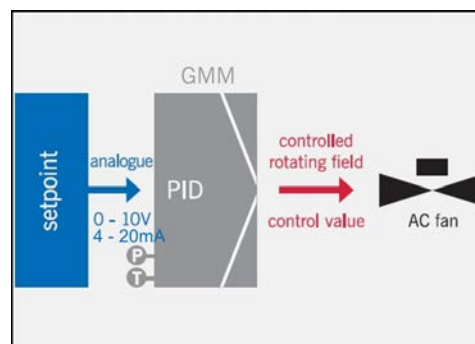 GMM
setpoint
analogue
0 - 10V
4 - 20mA
PID
P
T
controlled
rotating field
control value
AC fan